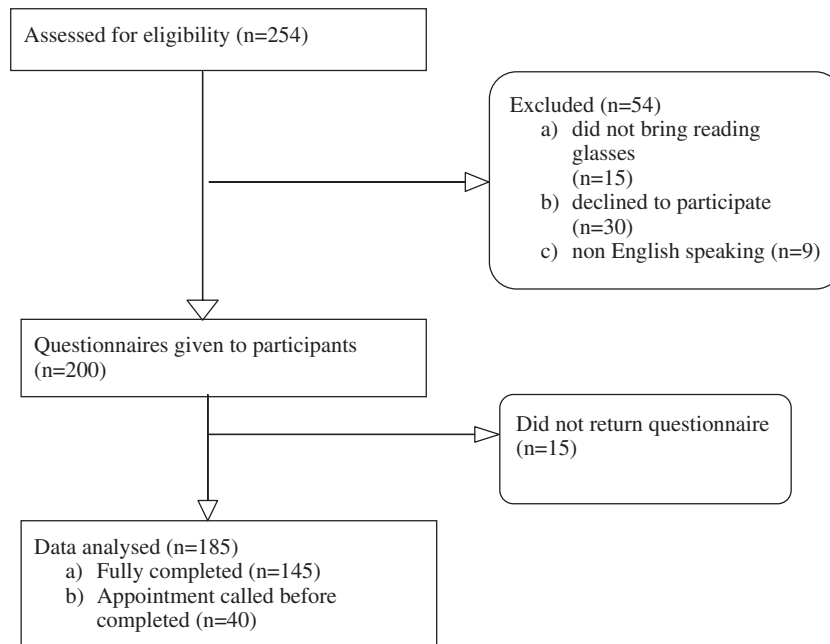 Assessed for eligibility (n=254)
Excluded (n=54)
a) did not bring reading
glasses
(n=15)
b) declined to participate
(n=30)
c) non English speaking (n=9)
Questionnaires given to participants
(n=200)
Did not return questionnaire
(n=15)
Data analysed (n=185)
a) Fully completed (n=145)
b) Appointment called before
completed (n=40)